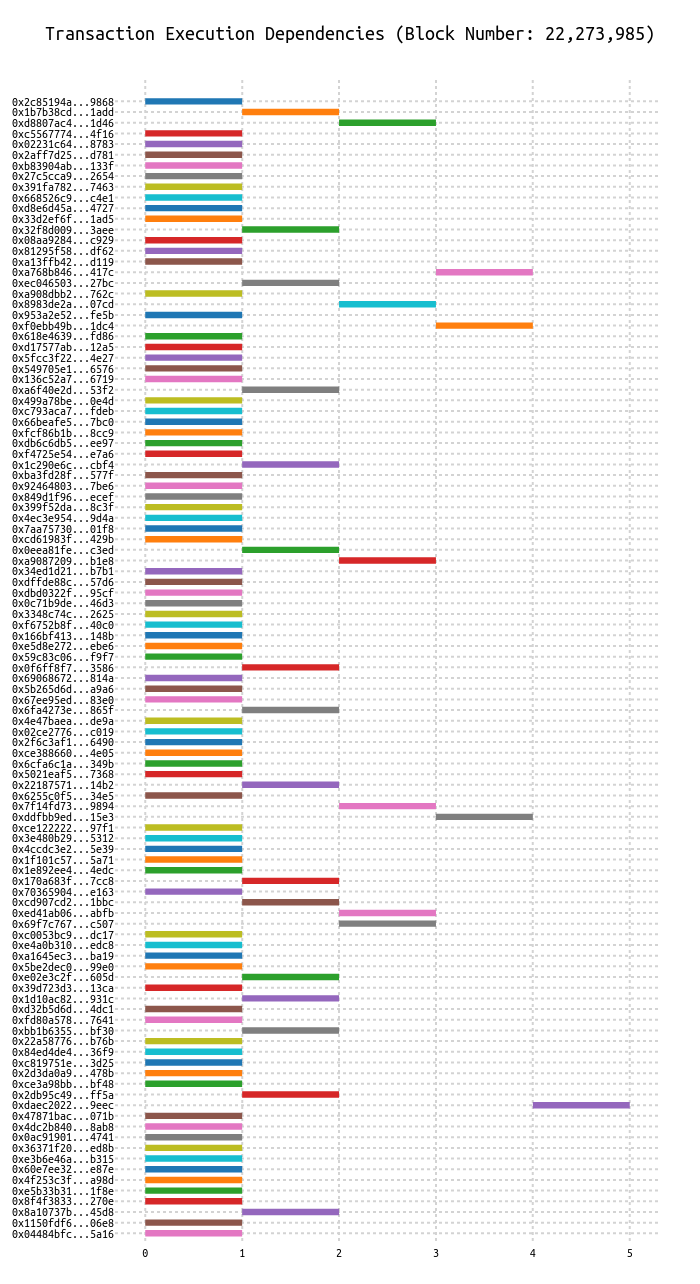 Transaction Execution Dependencies (Block Number: 22,273,985)
0x2c85194a...9868
0x1b7b38cd...1add
0xd8807ac4...1d46
0xc5567774...4f16
0x02231c64...8783
0x2aff7d25...d781
0xb83904ab...133f
0x27c5cca9...2654
0x391fa782...7463
0x668526c9...c4e1
0xd8e6d45a...4727
0x33d2ef6f...1ad5
0x32f8d009...3aee
0x08aa9284...c929
0x81295f58...df62
0xa13ffb42...d119
0xa768b846...417c
0xec046503...27bc
0xa908dbb2...762c
0x8983de2a...07cd
0x953a2e52...fe5b
0xf0ebb49b...1dc4
0x618e4639...fd86
0xd17577ab...12a5
0x5fcc3f22...4e27
0x549705e1...6576
0x136c52a7...6719
0xa6f40e2d...53f2
0x499a78be...0e4d
0xc793aca7...fdeb
0x66beafe5...7bc0
0xfcf86b1b...8cc9
0xdb6c6db5...ee97
0xf4725e54...e7a6
0x1c290e6c...cbf4
0xba3fd28f...577f
0x92464803...7be6
0x849d1f96...ecef
0x399f52da...8c3f
0x4ec3e954...9d4a
0x7aa75730...01f8
0xcd61983f...429b
0x0eea81fe...c3ed
0xa9087209...b1e8
0x34ed1d21...b7b1
0xdffde88c...57d6
0xdbd0322f...95cf
0x0c71b9de...46d3
0x3348c74c...2625
0xf6752b8f...40c0
0x166bf413...148b
0xe5d8e272...ebe6
0x59c83c06...f9f7
0x0f6ff8f7...3586
0x69068672...814a
0x5b265d6d...a9a6
0x67ee95ed...83e0
0x6fa4273e...865f
0x4e47baea...de9a
0x02ce2776...c019
0x2f6c3af1...6490
0xce388660...4e05
0x6cfa6c1a...349b
0x5021eaf5...7368
0x22187571...14b2
0x6255c0f5...34e5
0x7f14fd73...9894
0xddfbb9ed...15e3
0xce122222...97f1
0x3e480b29...5312
0x4ccdc3e2...5e39
0x1f101c57...5a71
0x1e892ee4...4edc
0x170a683f...7cc8
0x70365904...e163
0xcd907cd2...1bbc
0xed41ab06...abfb
0x69f7c767...c507
0xc0053bc9...dc17
0xe4a0b310...edc8
0xa1645ec3...ba19
0x5be2dec0...99e0
0xe02e3c2f...605d
0x39d723d3...13ca
0x1d10ac82...931c
0xd32b5d6d...4dc1
0xfd80a578...7641
0xbb1b6355...bf30
0x22a58776...b76b
0x84ed4de4...36f9
0xc819751e...3d25
0x2d3da0a9...478b
0xce3a98bb...bf48
0x2db95c49...ff5a
0xdaec2022...9eec
0x47871bac...071b
0x4dc2b840...8ab8
0x0ac91901...4741
0x36371f20...ed8b
0xe3b6e46a...b315
0x60e7ee32...e87e
0x4f253c3f...a98d
0xe5b33b31...1f8e
0x8f4f3833...270e
0x8a10737b...45d8
0x1150fdf6...06e8
0x04484bfc...5a16
0 1 2 3 4 5